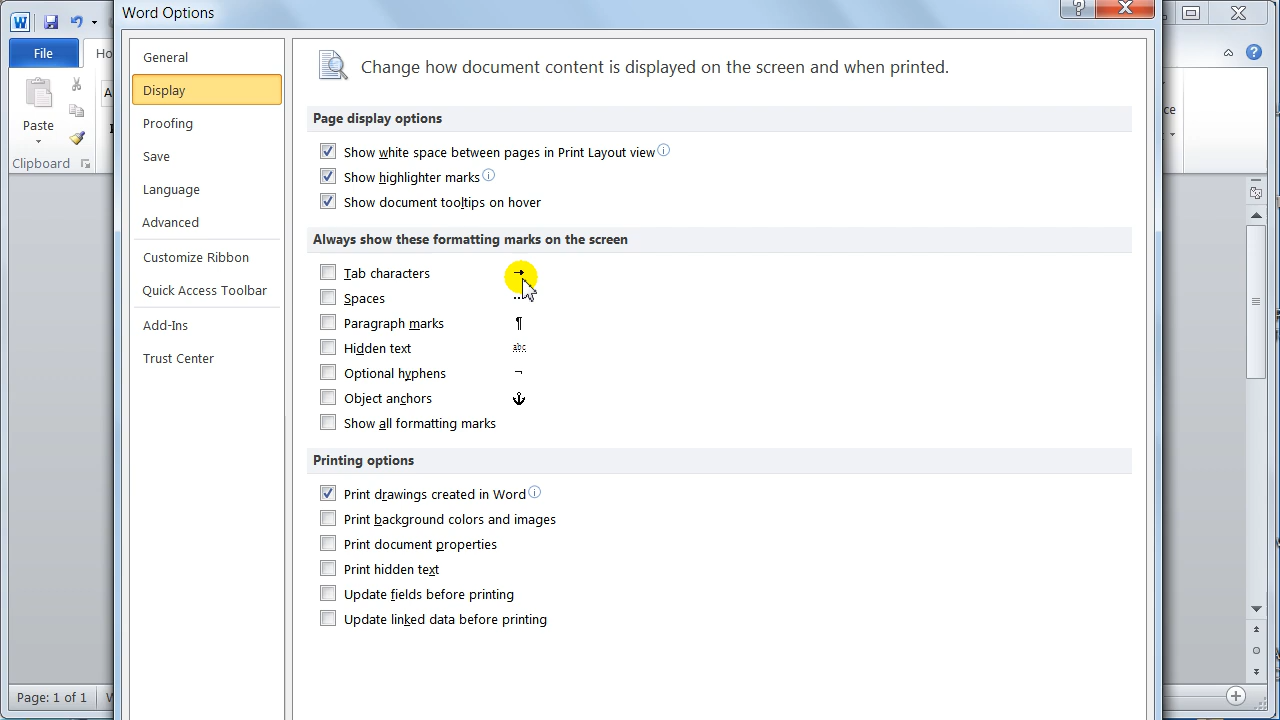 Word Options
File
Ho
Paste
Clipboard
General
Display
Proofing
Save
Language
Advanced
Customize Ribbon
Quick Access Toolbar
Add-Ins
Trust Center
Change how document content is displayed on the screen and when printed.
Page display options
Show white space between pages in Print Layout view
Show highlighter marks
Show document tooltips on hover
Always show these formatting marks on the screen
Tab characters →
Spaces ...
Paragraph marks ¶
Hidden text abc
Optional hyphens ¬
Object anchors
Show all formatting marks
Printing options
Print drawings created in Word
Print background colors and images
Print document properties
Print hidden text
Update fields before printing
Update linked data before printing
ce
Page: 1 of 1